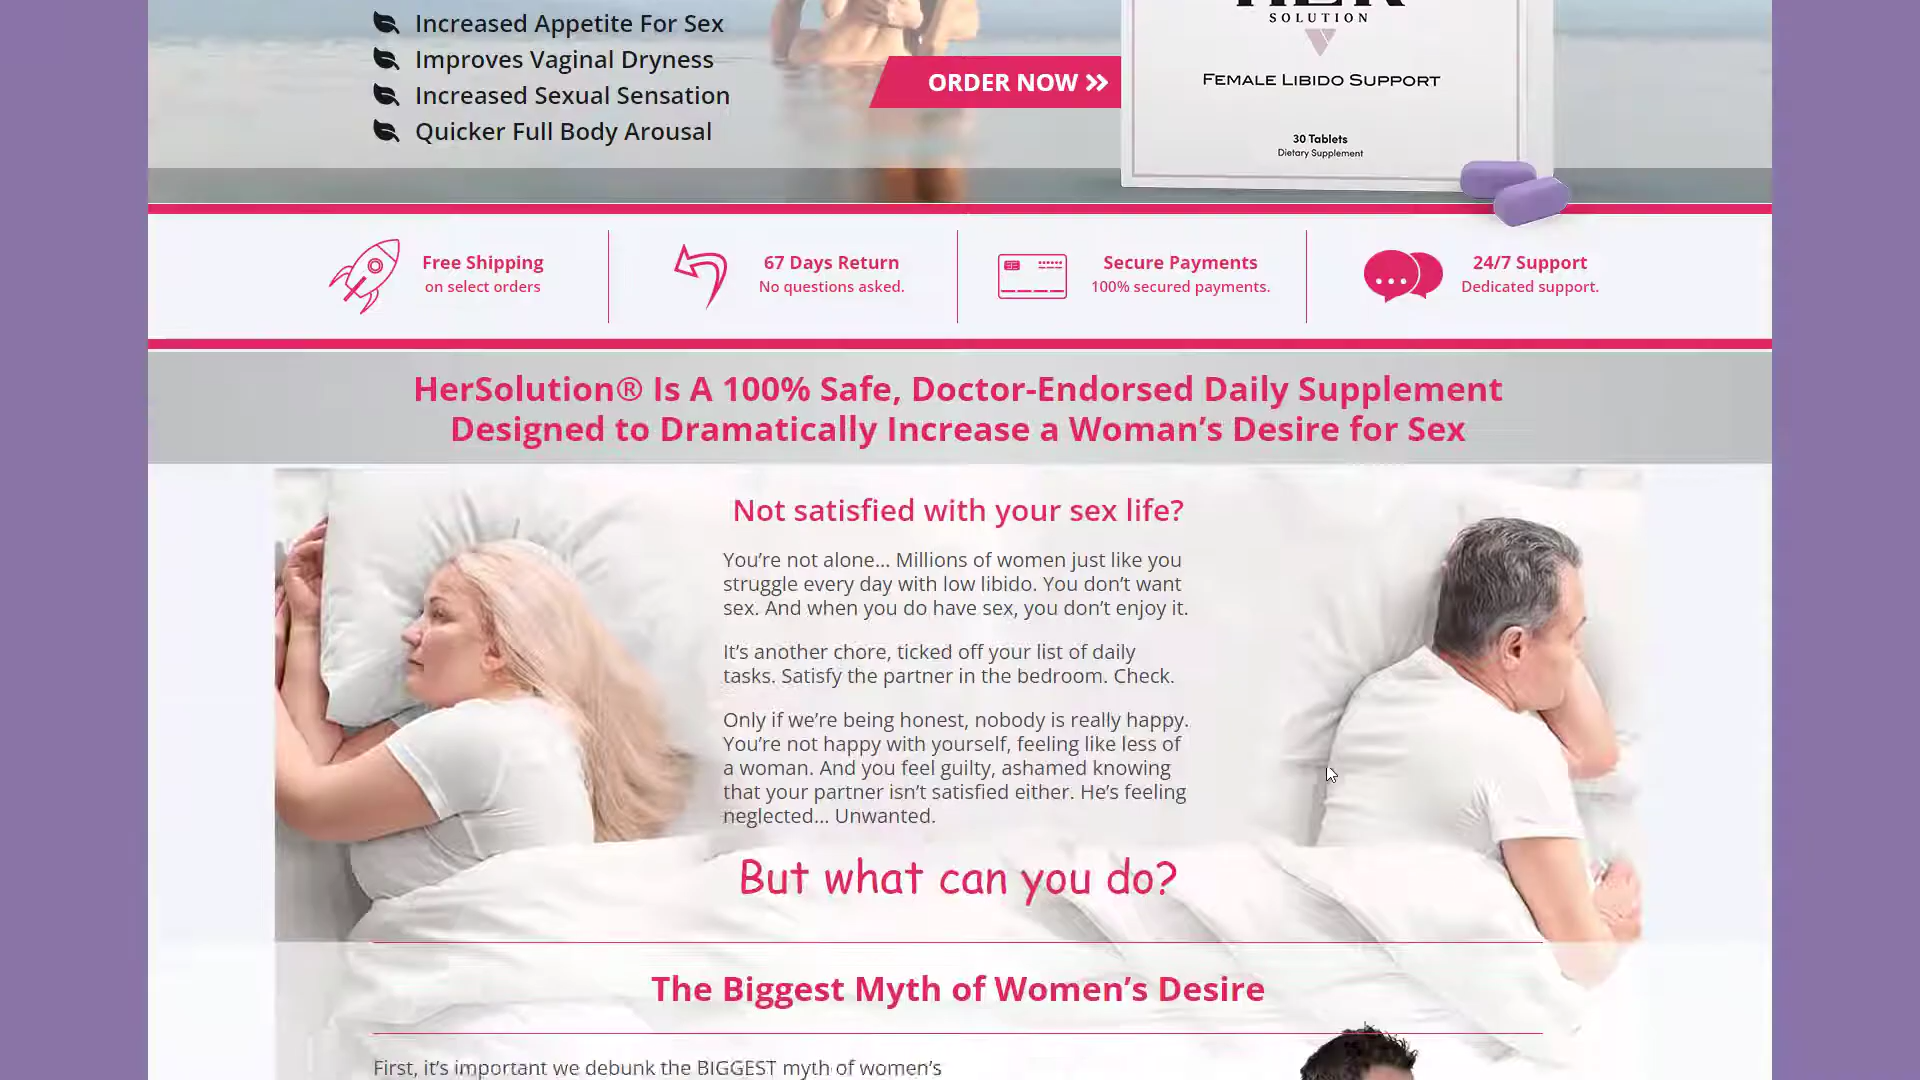 Increased Appetite For Sex
Improves Vaginal Dryness
Increased Sexual Sensation
Quicker Full Body Arousal
ORDER NOW
SOLUTION
FEMALE LIBIDO SUPPORT
30 Tablets
Dietary Supplement
Free Shipping
on select orders
67 Days Return
No questions asked.
Secure Payments
100% secured payments.
24/7 Support
Dedicated support.
HerSolution® Is A 100% Safe, Doctor-Endorsed Daily Supplement
Designed to Dramatically Increase a Woman’s Desire for Sex
Not satisfied with your sex life?
You’re not alone... Millions of women just like you
struggle every day with low libido. You don’t want
sex. And when you do have sex, you don’t enjoy it.
It’s another chore, ticked off your list of daily
tasks. Satisfy the partner in the bedroom. Check.
Only if we’re being honest, nobody is really happy.
You’re not happy with yourself, feeling like less of
a woman. And you feel guilty, ashamed knowing
that your partner isn’t satisfied either. He’s feeling
neglected... Unwanted.
But what can you do?
The Biggest Myth of Women’s Desire
First, it’s important we debunk the BIGGEST myth of women’s